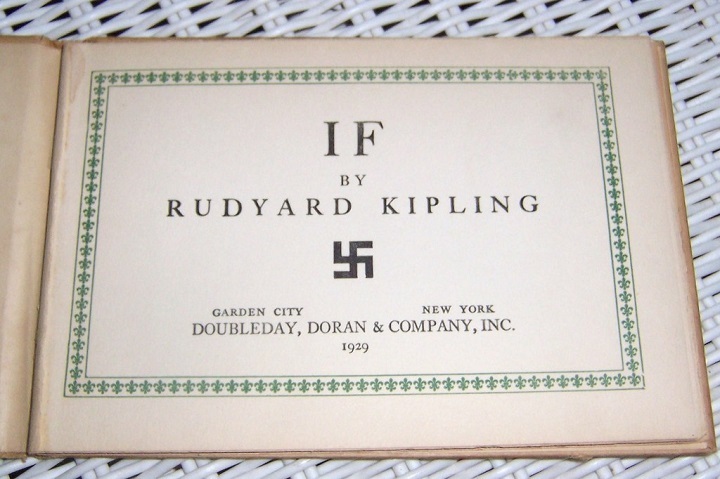 IF
BY
RUDYARD KIPLING
GARDEN CITY NEW YORK
DOUBLEDAY, DORAN & COMPANY, INC.
1929